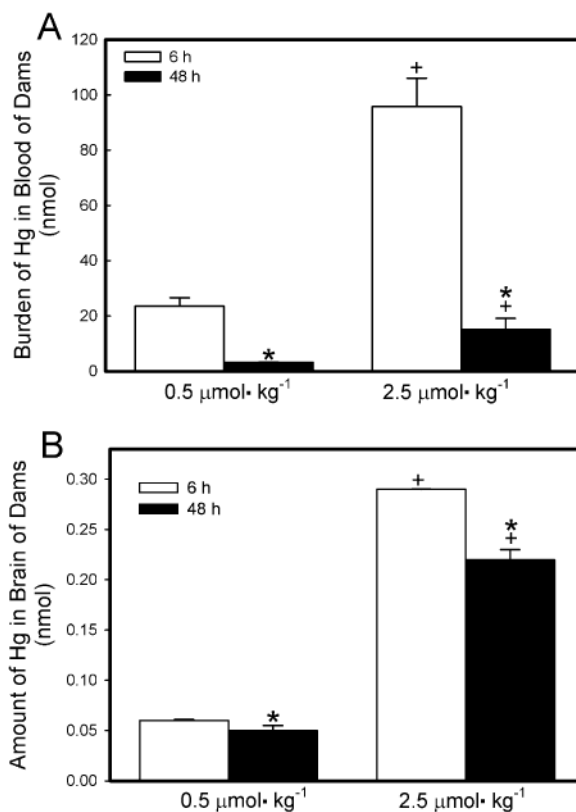 A
Burden of Hg in Blood of Dams
(nmol)
120
100
80
60
40
20
0
6 h
48 h
+
*
*
+
0.5 μmol• kg⁻¹
2.5 μmol• kg⁻¹
B
Amount of Hg in Brain of Dams
(nmol)
0.30
0.25
0.20
0.15
0.10
0.05
0.00
6 h
48 h
+
*
*
+
0.5 μmol• kg⁻¹
2.5 μmol• kg⁻¹